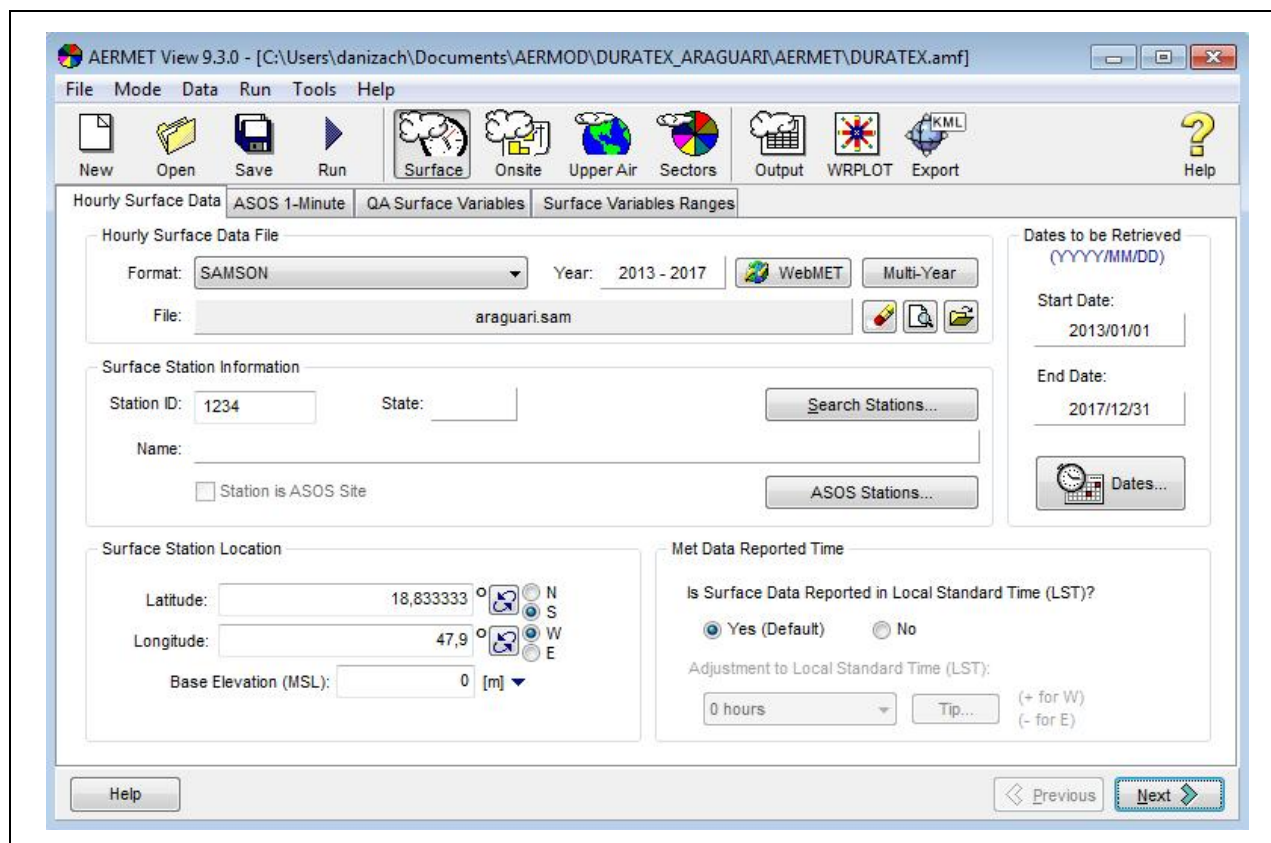 AERMET View 9.3.0 - [C:\Users\danizach\Documents\AERMOD\DURATEX_ARAGUARI\AERMET\DURATEX.amf]
File Mode Data Run Tools Help
KML
New Open Save Run Surface Onsite Upper Air Sectors Output WRPLOT Export Help
Hourly Surface Data ASOS 1-Minute QA Surface Variables Surface Variables Ranges
Hourly Surface Data File
Format: SAMSON Year: 2013 - 2017 WebMET Multi-Year
File: araguari.sam
Dates to be Retrieved
(YYYY/MM/DD)
Start Date:
2013/01/01
End Date:
2017/12/31
Dates...
Surface Station Information
Station ID: 1234 State: Search Stations...
Name:
Station is ASOS Site ASOS Stations...
Surface Station Location
Latitude: 18,833333 ° N
S
Longitude: 47,9 ° W
E
Base Elevation (MSL): 0 [m]
Met Data Reported Time
Is Surface Data Reported in Local Standard Time (LST)?
Yes (Default) No
Adjustment to Local Standard Time (LST):
0 hours Tip... (+ for W)
(- for E)
Help Previous Next